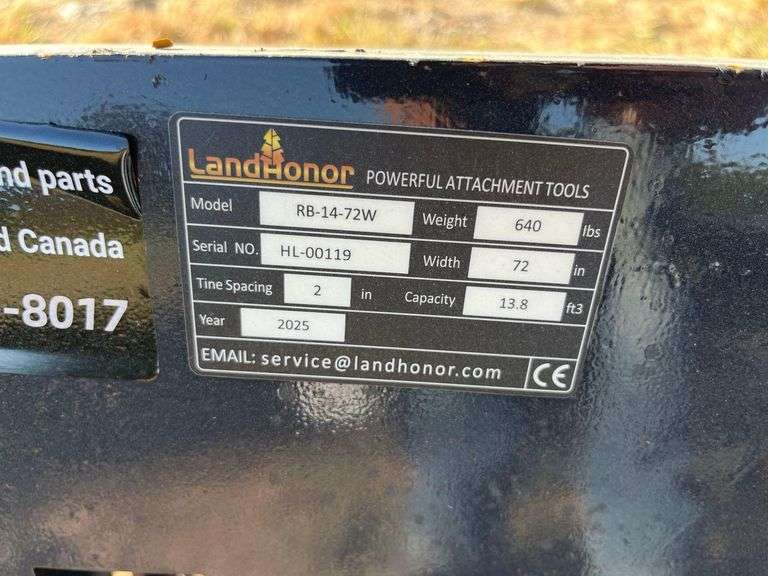 nd parts
d Canada
-8017
LandHonor POWERFUL ATTACHMENT TOOLS
Model RB-14-72W Weight 640 lbs
Serial NO. HL-00119 Width 72 in
Tine Spacing 2 in Capacity 13.8 ft3
Year 2025
EMAIL: service@landhonor.com CE